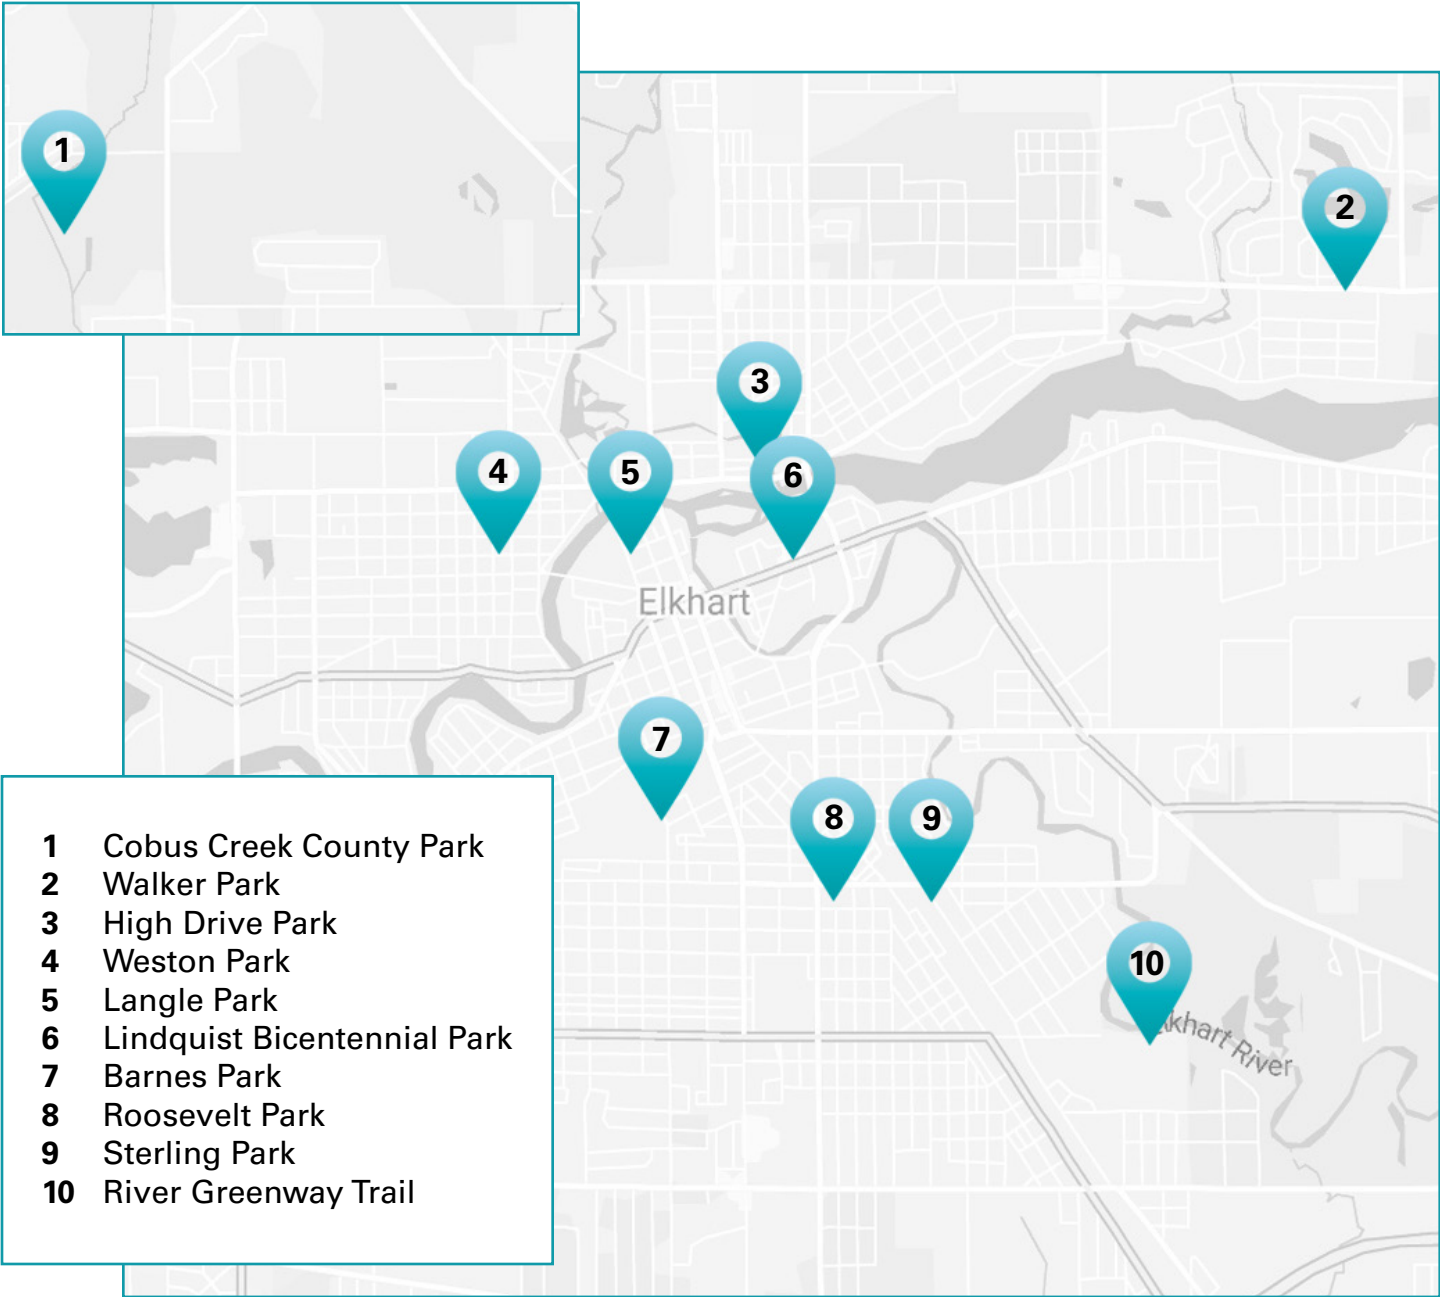 1
2
3
4
5
6
Elkhart
7
8
9
10
khart River
1 Cobus Creek County Park
2 Walker Park
3 High Drive Park
4 Weston Park
5 Langle Park
6 Lindquist Bicentennial Park
7 Barnes Park
8 Roosevelt Park
9 Sterling Park
10 River Greenway Trail